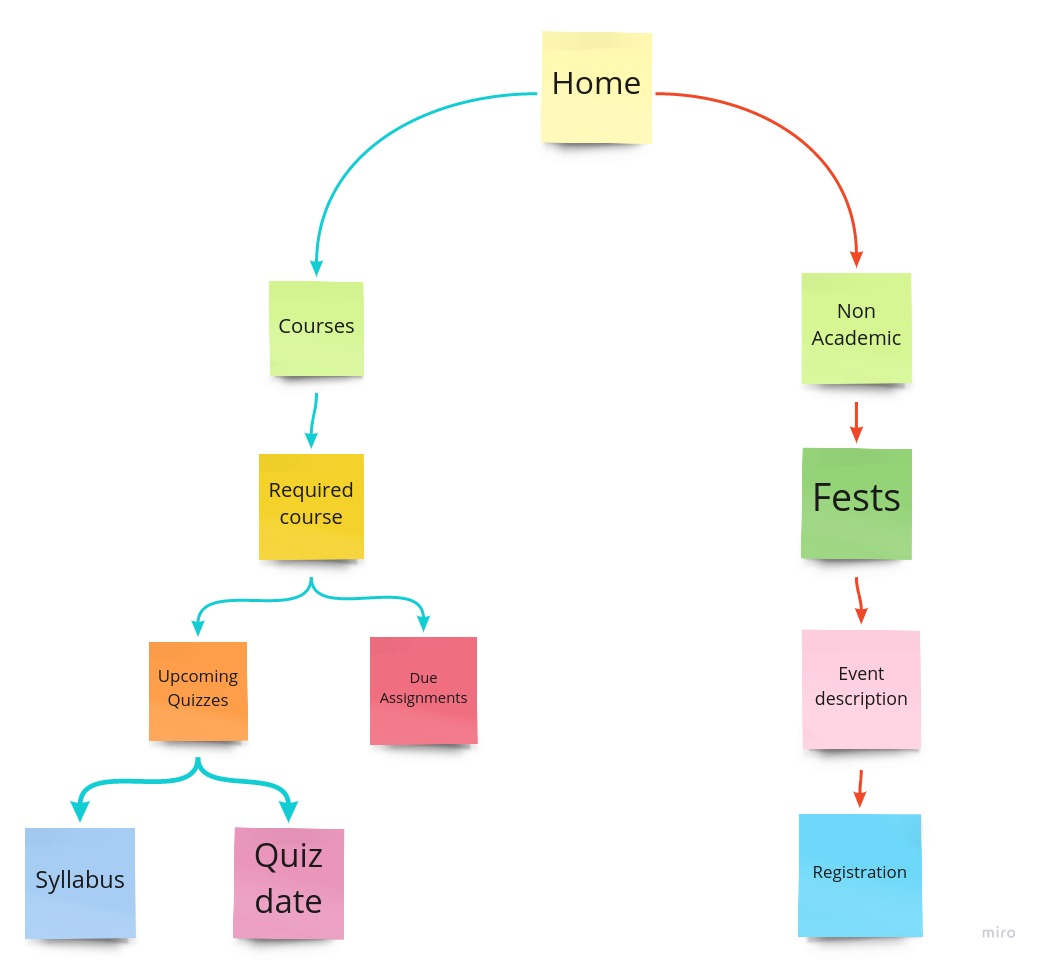 Home
Courses
Non
Academic
Required
course
Fests
Upcoming
Quizzes
Due
Assignments
Event
description
Syllabus
Quiz
date
Registration
miro